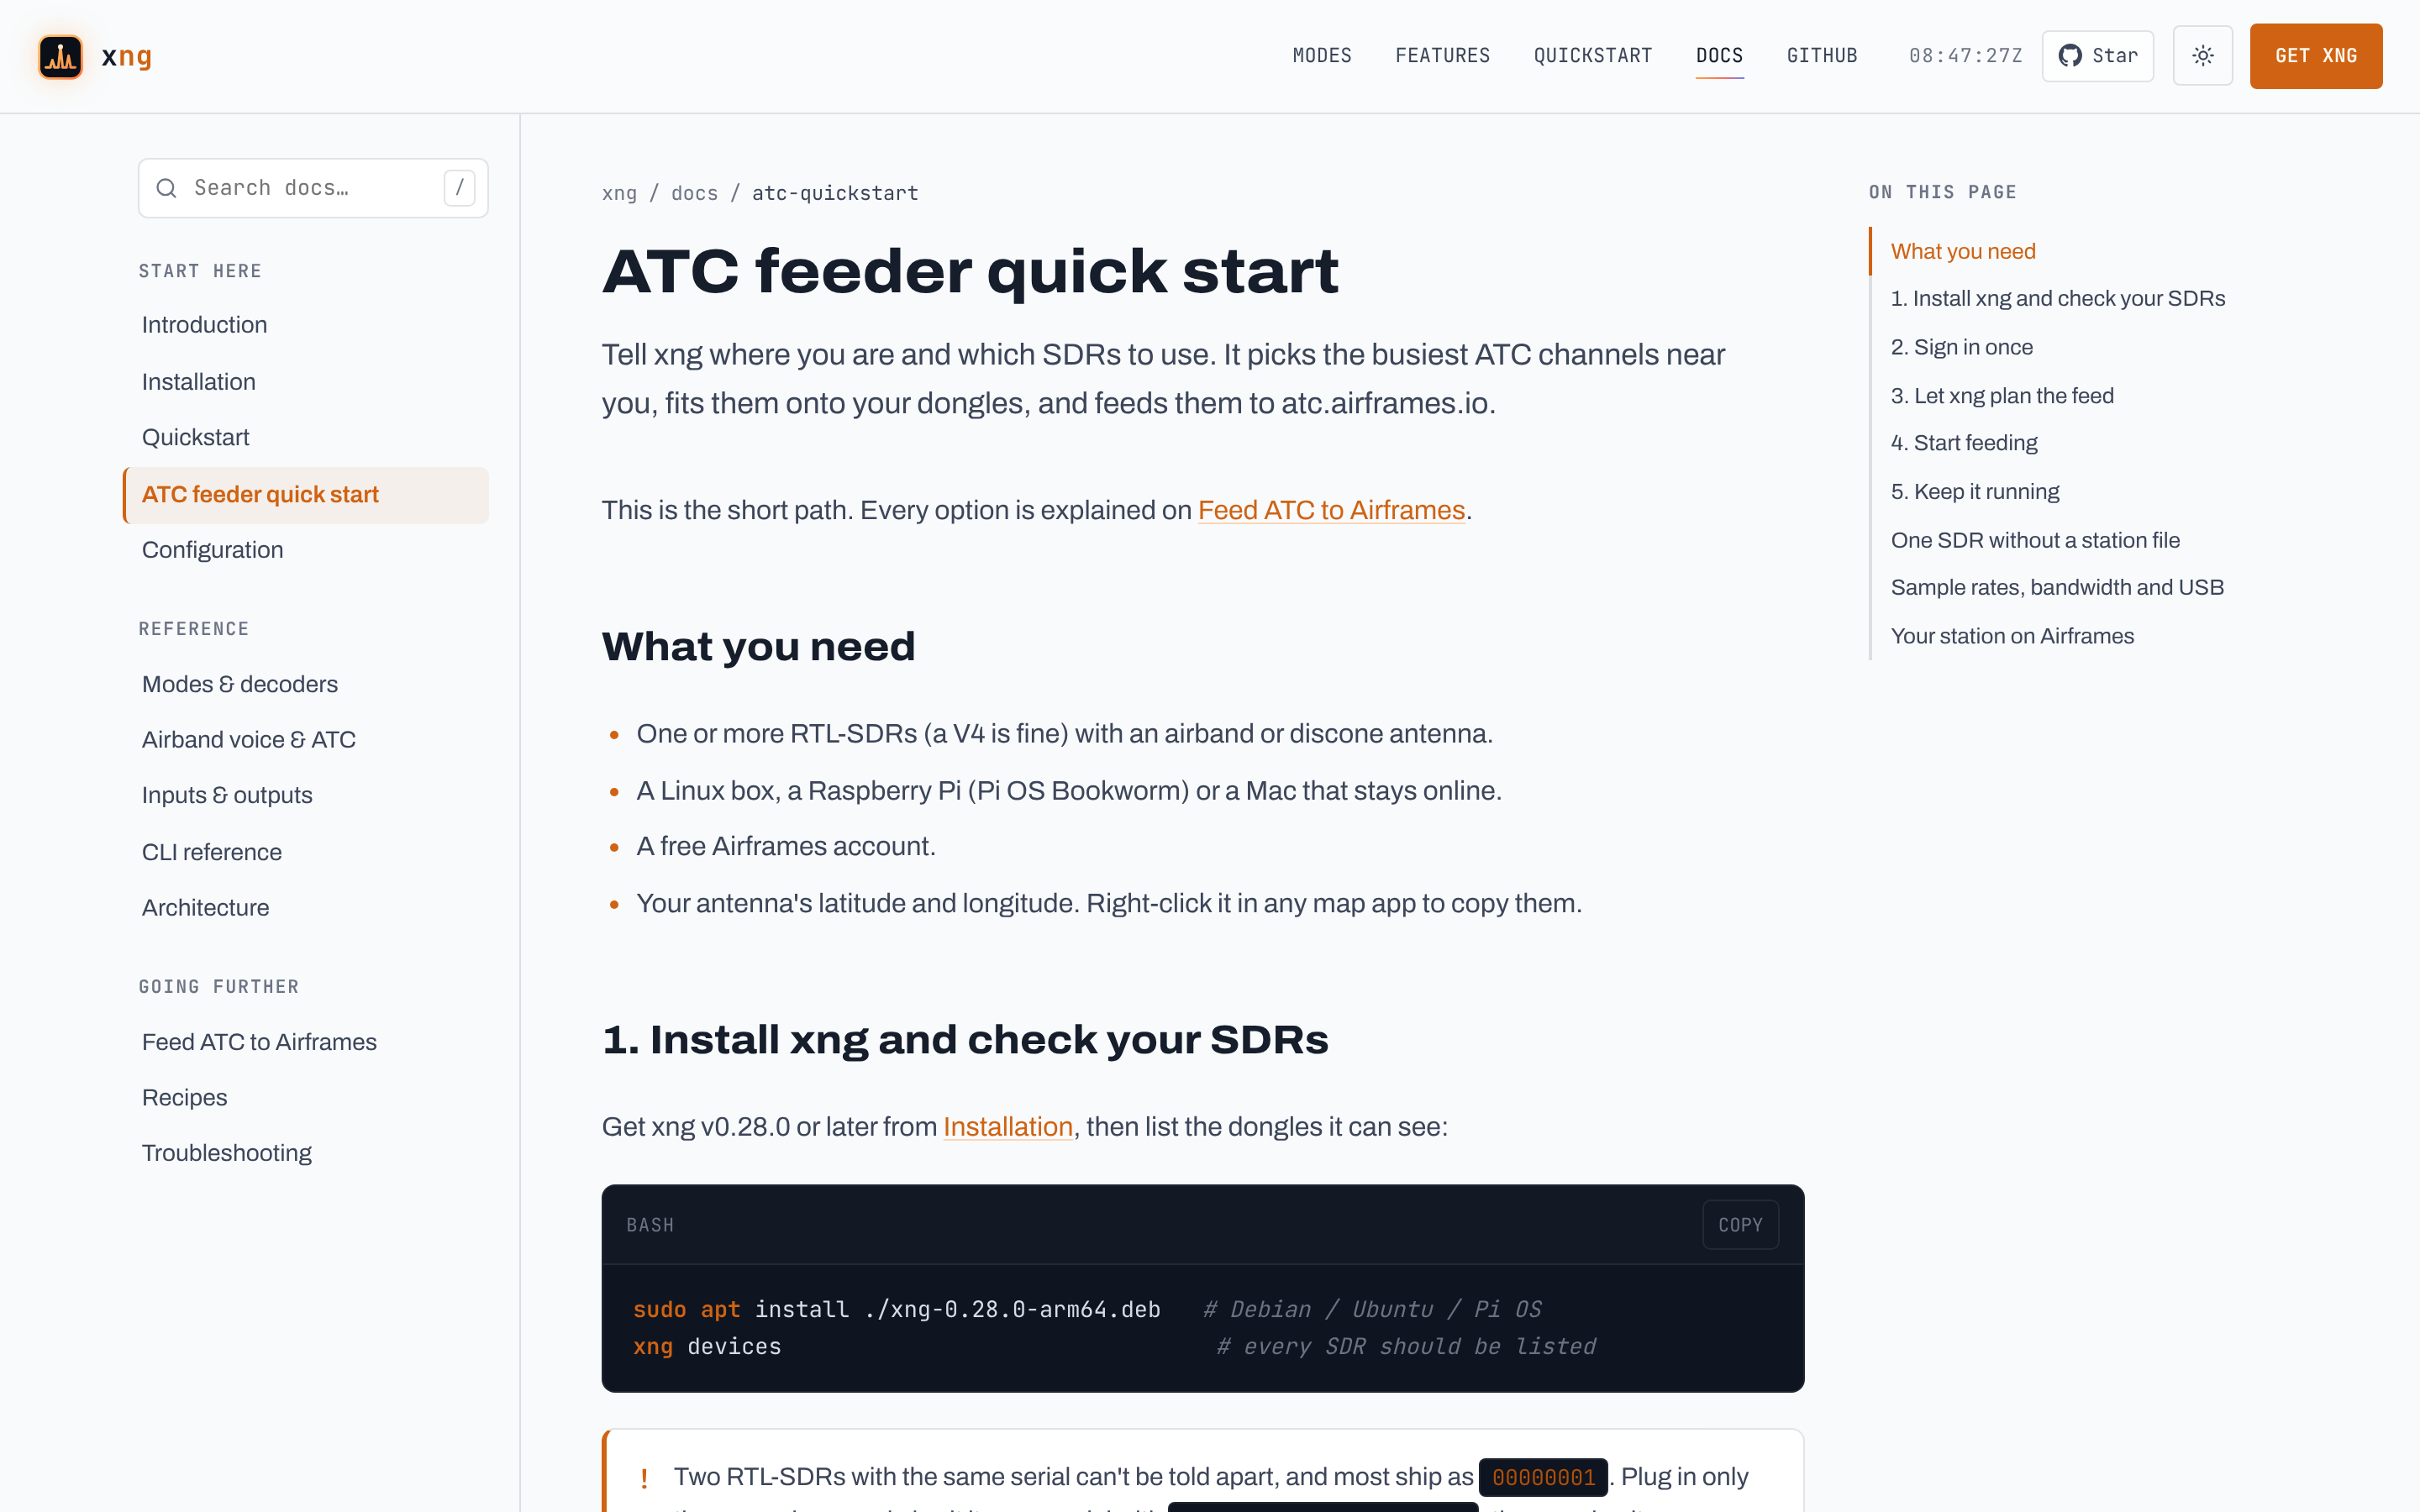 xng
MODES
FEATURES
QUICKSTART
DOCS
GITHUB
08:47:27Z
Star
GET XNG
Search docs…
/
START HERE
Introduction
Installation
Quickstart
ATC feeder quick start
Configuration
REFERENCE
Modes & decoders
Airband voice & ATC
Inputs & outputs
CLI reference
Architecture
GOING FURTHER
Feed ATC to Airframes
Recipes
Troubleshooting
xng / docs / atc-quickstart
ATC feeder quick start
Tell xng where you are and which SDRs to use. It picks the busiest ATC channels near
you, fits them onto your dongles, and feeds them to atc.airframes.io.
This is the short path. Every option is explained on Feed ATC to Airframes.
What you need
• One or more RTL-SDRs (a V4 is fine) with an airband or discone antenna.
• A Linux box, a Raspberry Pi (Pi OS Bookworm) or a Mac that stays online.
• A free Airframes account.
• Your antenna's latitude and longitude. Right-click it in any map app to copy them.
1. Install xng and check your SDRs
Get xng v0.28.0 or later from Installation, then list the dongles it can see:
BASH
COPY
sudo apt install ./xng-0.28.0-arm64.deb # Debian / Ubuntu / Pi OS
xng devices # every SDR should be listed
! Two RTL-SDRs with the same serial can't be told apart, and most ship as 00000001. Plug in only
ON THIS PAGE
What you need
1. Install xng and check your SDRs
2. Sign in once
3. Let xng plan the feed
4. Start feeding
5. Keep it running
One SDR without a station file
Sample rates, bandwidth and USB
Your station on Airframes